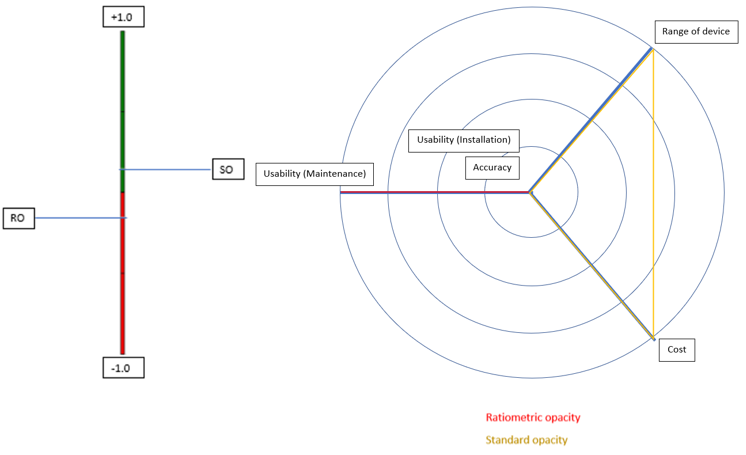 +1.0
Range of device
Usability (Installation)
Accuracy
SO
Usability (Maintenance)
RO
Cost
-1.0
Ratiometric opacity
Standard opacity